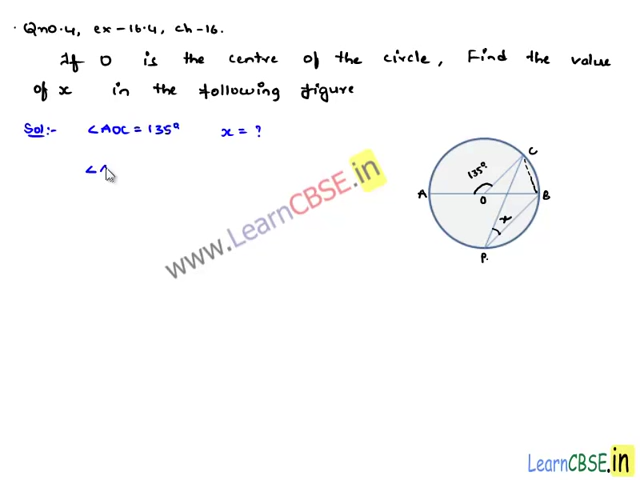 · Qno.4, ex-16.4, ch-16.
If O is the centre of the circle, Find the value
of x in the following figure
Sol:- ∠AOC = 135° x = ?
∠A
C
135°
A
O
B
x
P.
www.LearnCBSE.in
LearnCBSE.in